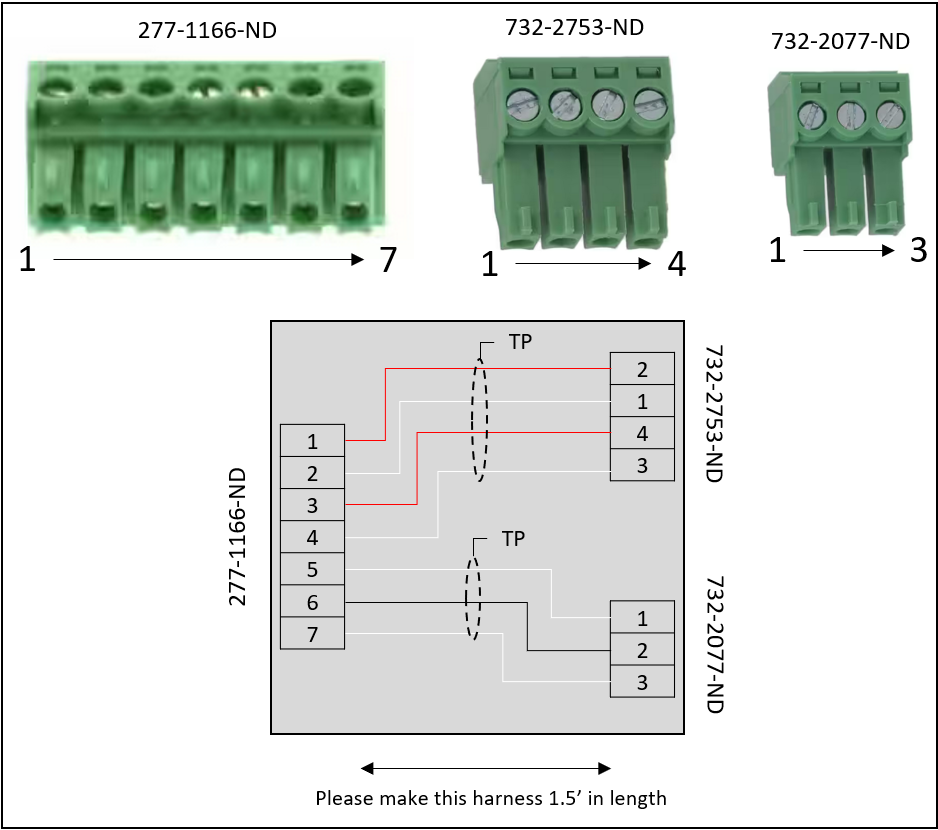 277-1166-ND
732-2753-ND
732-2077-ND
1 7
1 4
1 3
TP
2
1
4
3
732-2753-ND
277-1166-ND
1
2
3
4
5
6
7
TP
1
2
3
732-2077-ND
Please make this harness 1.5’ in length